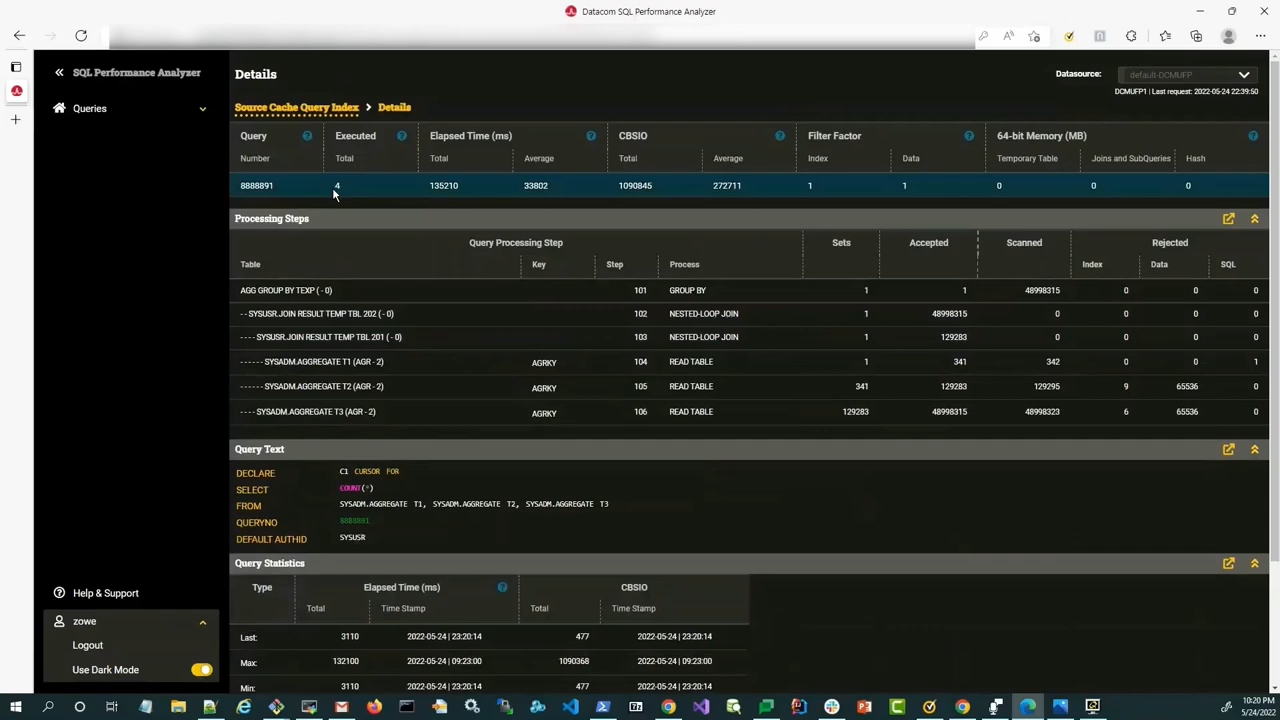 Datacom SQL Performance Analyzer
SQL Performance Analyzer
Queries
Details
Datasource: default-DCMUFP
DCMUFP1 | Last request: 2022-05-24 22:39:50
Source Cache Query Index > Details
Query Executed Elapsed Time (ms) CBSIO Filter Factor 64-bit Memory (MB)
Number Total Total Average Total Average Index Data Temporary Table Joins and SubQueries Hash
8888891 4 135210 33802 1090845 272711 1 1 0 0 0
Processing Steps
Query Processing Step Sets Accepted Scanned Rejected
Table Key Step Process Index Data SQL
AGG GROUP BY TEXP ( - 0) 101 GROUP BY 1 1 48998315 0 0 0
- - SYSUSR.JOIN RESULT TEMP TBL 202 ( - 0) 102 NESTED-LOOP JOIN 1 48998315 0 0 0 0
- - - - SYSUSR.JOIN RESULT TEMP TBL 201 ( - 0) 103 NESTED-LOOP JOIN 1 129283 0 0 0 0
- - - - - - SYSADM.AGGREGATE T1 (AGR - 2) AGRKY 104 READ TABLE 1 341 342 0 0 1
- - - - - - SYSADM.AGGREGATE T2 (AGR - 2) AGRKY 105 READ TABLE 341 129283 129295 9 65536 0
- - - - SYSADM.AGGREGATE T3 (AGR - 2) AGRKY 106 READ TABLE 129283 48998315 48998323 6 65536 0
Query Text
DECLARE C1 CURSOR FOR
SELECT COUNT(*)
FROM SYSADM.AGGREGATE T1, SYSADM.AGGREGATE T2, SYSADM.AGGREGATE T3
QUERYNO 8888891
DEFAULT AUTHID SYSUSR
Query Statistics
Type Elapsed Time (ms) CBSIO
Total Time Stamp Total Time Stamp
Last: 3110 2022-05-24 | 23:20:14 477 2022-05-24 | 23:20:14
Max: 132100 2022-05-24 | 09:23:00 1090368 2022-05-24 | 09:23:00
Min: 3110 2022-05-24 | 23:20:14 477 2022-05-24 | 23:20:14
Help & Support
zowe
Logout
Use Dark Mode
10:20 PM
5/24/2022